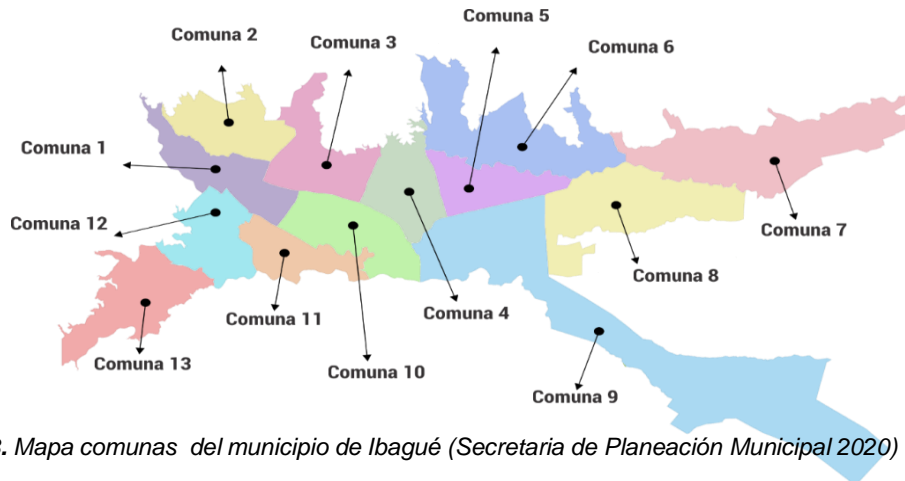 Comuna 5
Comuna 2
Comuna 3
Comuna 6
Comuna 1
Comuna 12
Comuna 7
Comuna 8
Comuna 11
Comuna 4
Comuna 13
Comuna 10
Comuna 9
. Mapa comunas del municipio de Ibagué (Secretaria de Planeación Municipal 2020)